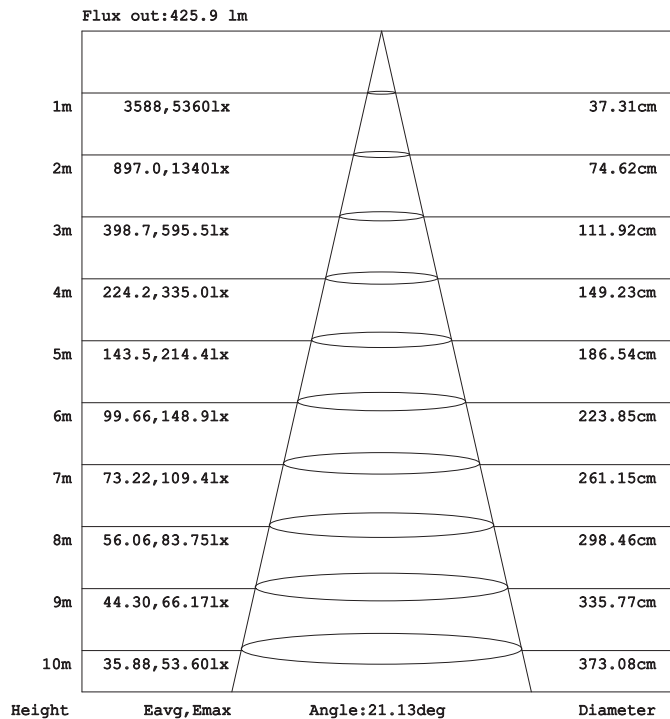 Flux out:425.9 lm
1m 3588,5360lx 37.31cm
2m 897.0,1340lx 74.62cm
3m 398.7,595.5lx 111.92cm
4m 224.2,335.0lx 149.23cm
5m 143.5,214.4lx 186.54cm
6m 99.66,148.9lx 223.85cm
7m 73.22,109.4lx 261.15cm
8m 56.06,83.75lx 298.46cm
9m 44.30,66.17lx 335.77cm
10m 35.88,53.60lx 373.08cm
Height Eavg,Emax Angle:21.13deg Diameter